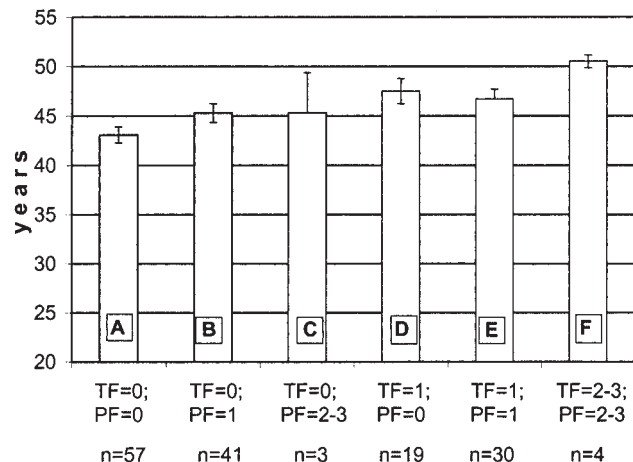 55
50
45
40
35
30
25
20
years
A B C D E F
TF=0; TF=0; TF=0; TF=1; TF=1; TF=2-3;
PF=0 PF=1 PF=2-3 PF=0 PF=1 PF=2-3
n=57 n=41 n=3 n=19 n=30 n=4